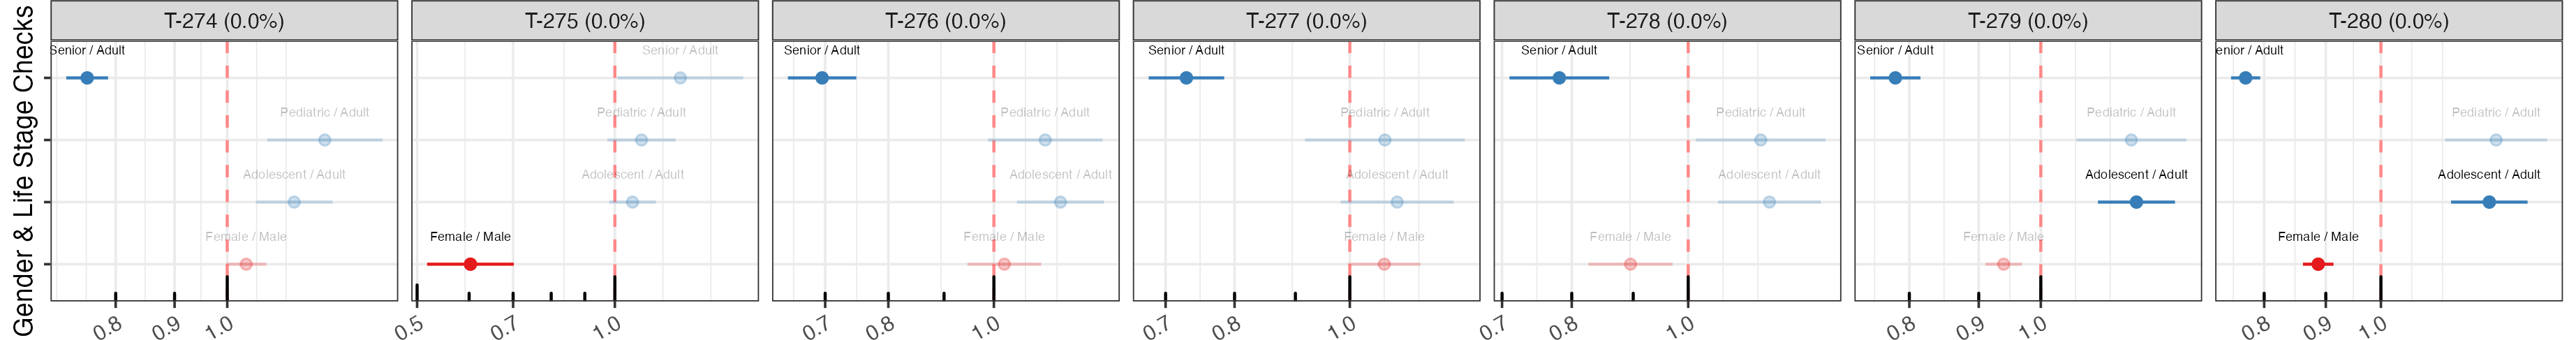 Gender & Life Stage Checks
T-274 (0.0%)
Senior / Adult
Pediatric / Adult
Adolescent / Adult
Female / Male
0.8 0.9 1.0
T-275 (0.0%)
Senior / Adult
Pediatric / Adult
Adolescent / Adult
Female / Male
0.5 0.7 1.0
T-276 (0.0%)
Senior / Adult
Pediatric / Adult
Adolescent / Adult
Female / Male
0.7 0.8 1.0
T-277 (0.0%)
Senior / Adult
Pediatric / Adult
Adolescent / Adult
Female / Male
0.7 0.8 1.0
T-278 (0.0%)
Senior / Adult
Pediatric / Adult
Adolescent / Adult
Female / Male
0.7 0.8 1.0
T-279 (0.0%)
Senior / Adult
Pediatric / Adult
Adolescent / Adult
Female / Male
0.8 0.9 1.0
T-280 (0.0%)
enior / Adult
Pediatric / Adult
Adolescent / Adult
Female / Male
0.8 0.9 1.0